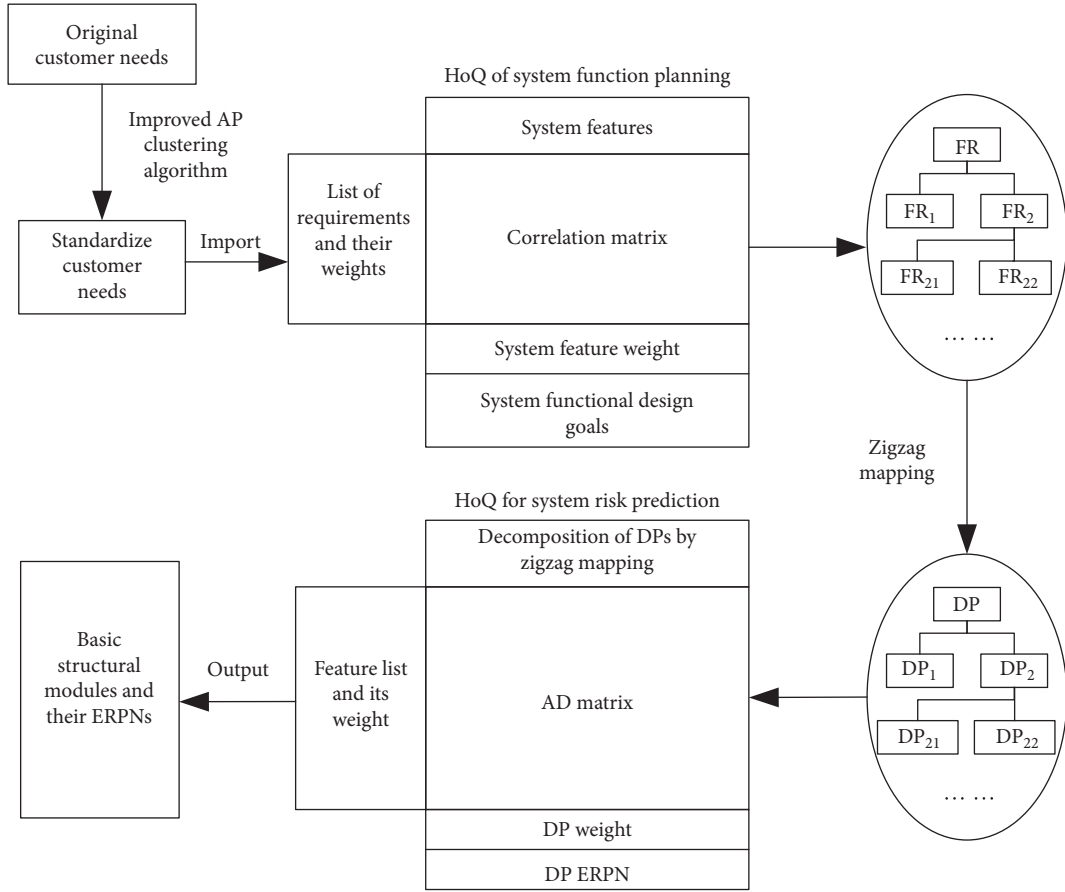 Original
customer needs
Improved AP
clustering
algorithm
Standardize
customer
needs
Import
HoQ of system function planning
System features
List of
requirements
and their
weights
Correlation matrix
System feature weight
System functional design
goals
FR
FR₁
FR₂
FR₂₁
FR₂₂
... ...
Zigzag
mapping
DP
DP₁
DP₂
DP₂₁
DP₂₂
... ...
HoQ for system risk prediction
Decomposition of DPs by
zigzag mapping
Feature list
and its
weight
AD matrix
DP weight
DP ERPN
Output
Basic
structural
modules and
their ERPNs